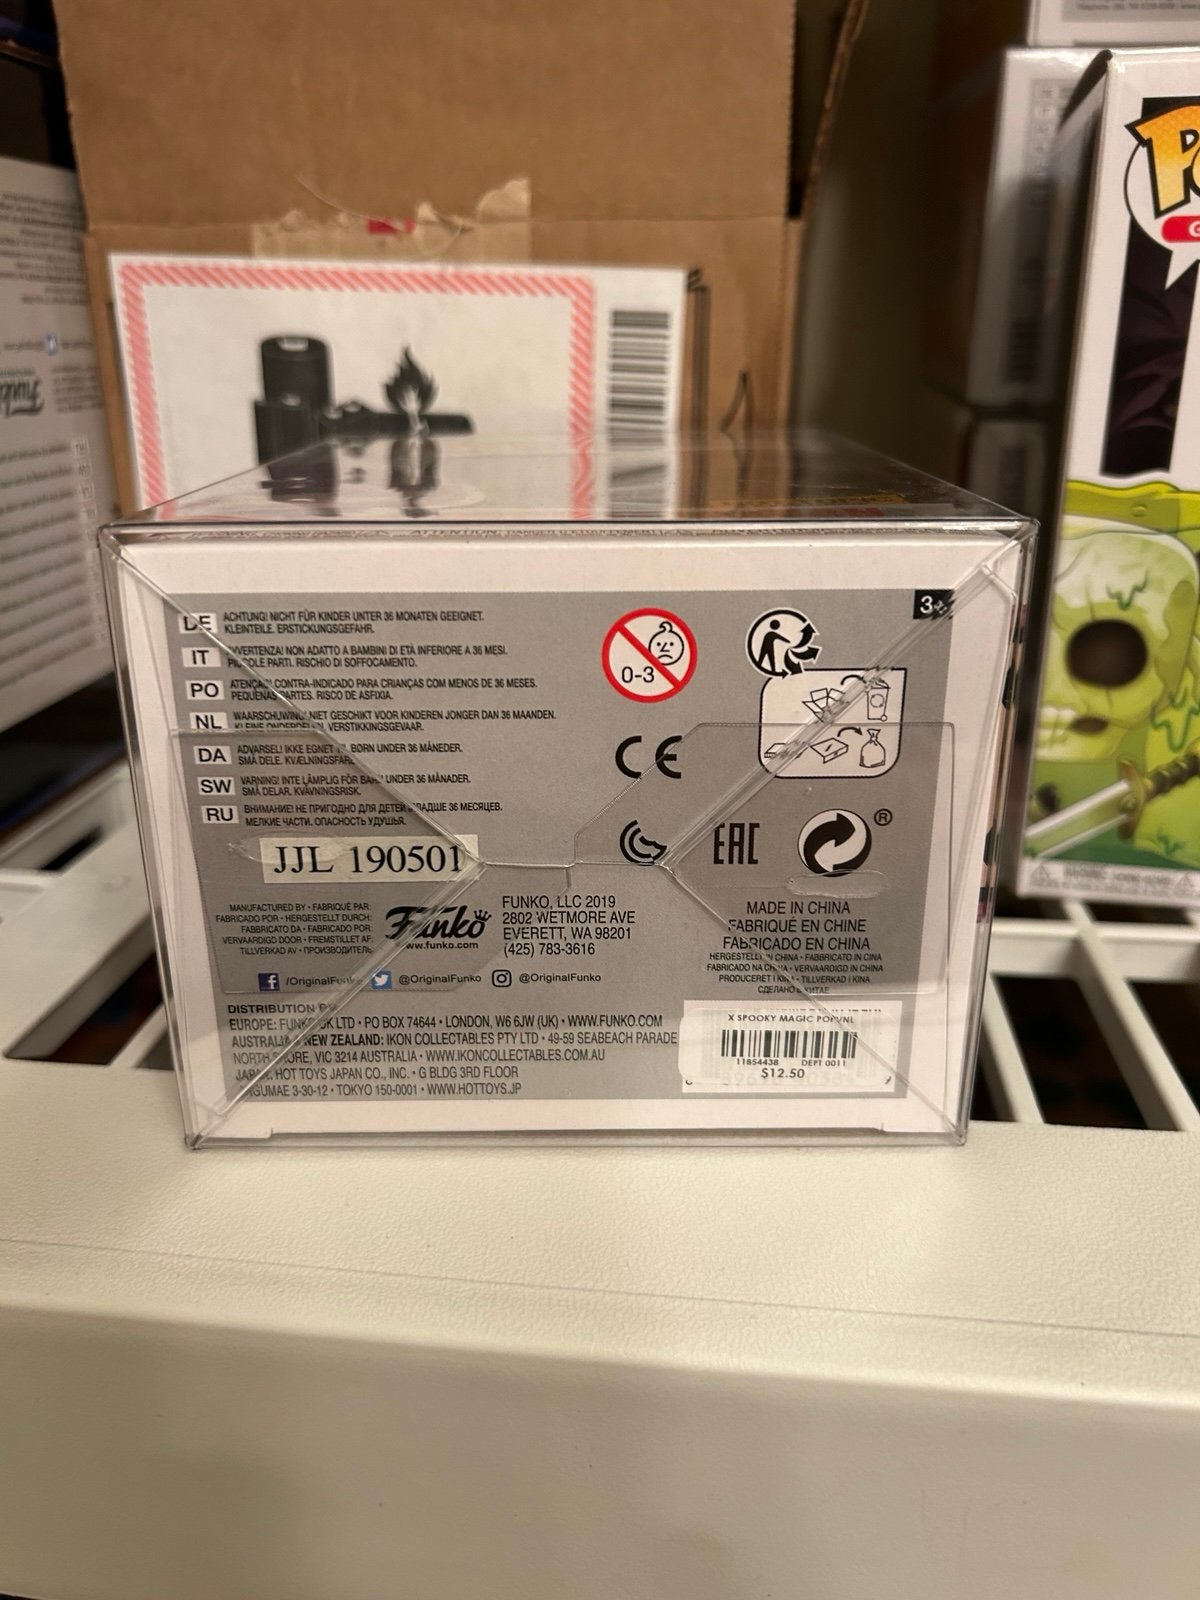 DE ACHTUNG! NICHT FÜR KINDER UNTER 36 MONATEN GEEIGNET.
KLEINTEILE. ERSTICKUNGSGEFAHR.
IT AVVERTENZA! NON ADATTO A BAMBINI DI ETÀ INFERIORE A 36 MESI.
PICCOLE PARTI. RISCHIO DI SOFFOCAMENTO.
PO ATENÇAO! CONTRA-INDICADO PARA CRIANÇAS COM MENOS DE 36 MESES.
PEQUENAS PARTES. RISCO DE ASFIXIA.
NL WAARSCHUWING! NIET GESCHIKT VOOR KINDEREN JONGER DAN 36 MAANDEN.
KLEINE ONDERDELEN. VERSTIKKINGSGEVAAR.
DA ADVARSEL! IKKE EGNET TIL BØRN UNDER 36 MÅNEDER.
SMÅ DELE. KVÆLNINGSFARE
SW VARNING! INTE LÄMPLIG FÖR BARN UNDER 36 MÅNADER.
SMÅ DELAR. KVÄVNINGSRISK.
RU ВНИМАНИЕ! НЕ ПРИГОДНО ДЛЯ ДЕТЕЙ МЛАДШЕ 36 МЕСЯЦЕВ.
МЕЛКИЕ ЧАСТИ. ОПАСНОСТЬ УДУШЬЯ.
0-3
3+
CE
EAC
®
JJL 190501
MANUFACTURED BY • FABRIQUÉ PAR:
FABRICADO POR • HERGESTELLT DURCH:
FABRICATO DA • FABRICADO POR:
VERVAARDIGD DOOR • FREMSTILLET AF:
TILLVERKAD AV • ПРОИЗВОДИТЕЛЬ
Funko
www.funko.com
FUNKO, LLC 2019
2802 WETMORE AVE
EVERETT, WA 98201
(425) 783-3616
/OriginalFunko @OriginalFunko @OriginalFunko
MADE IN CHINA
FABRIQUÉ EN CHINE
FABRICADO EN CHINA
HERGESTELLT IN CHINA • FABBRICATO IN CINA
FABRICADO NA CHINA • VERVAARDIGD IN CHINA
PRODUCERET I KINA • TILLVERKAD I KINA
СДЕЛАНО В КИТАЕ
DISTRIBUTION BY
EUROPE: FUNKO UK LTD • PO BOX 74644 • LONDON, W6 6JW (UK) • WWW.FUNKO.COM
AUSTRALIA & NEW ZEALAND: IKON COLLECTABLES PTY LTD • 49-59 SEABEACH PARADE
NORTH SHORE, VIC 3214 AUSTRALIA • WWW.IKONCOLLECTABLES.COM.AU
JAPAN: HOT TOYS JAPAN CO., INC. • G BLDG 3RD FLOOR
JINGUMAE 3-30-12 • TOKYO 150-0001 • WWW.HOTTOYS.JP
X SPOOKY MAGIC POP/VNL
11854438 DEPT 0011
$12.50